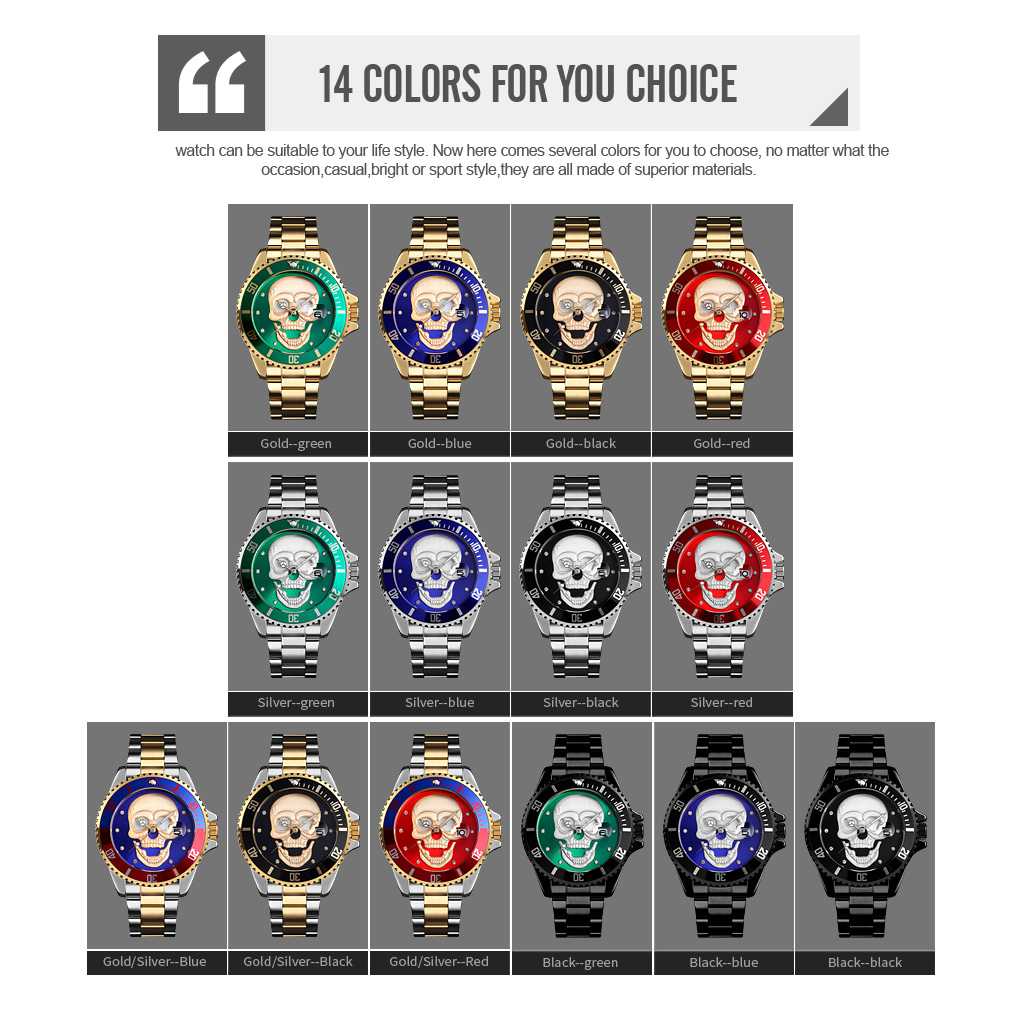 14 COLORS FOR YOU CHOICE
watch can be suitable to your life style. Now here comes several colors for you to choose, no matter what the
occasion,casual,bright or sport style,they are all made of superior materials.
Gold--green
Gold--blue
Gold--black
Gold--red
Silver--green
Silver--blue
Silver--black
Silver--red
Gold/Silver--Blue
Gold/Silver--Black
Gold/Silver--Red
Black--green
Black--blue
Black--black